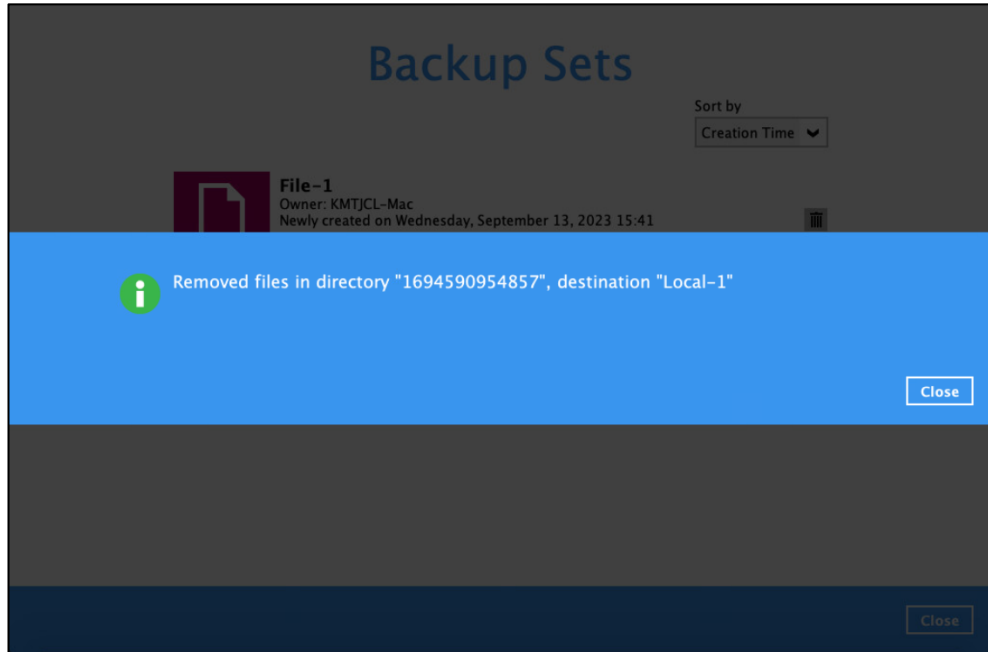 Backup Sets
Sort by
Creation Time
File-1
Owner: KMTJCL-Mac
Newly created on Wednesday, September 13, 2023 15:41
Removed files in directory "1694590954857", destination "Local-1"
Close
Close